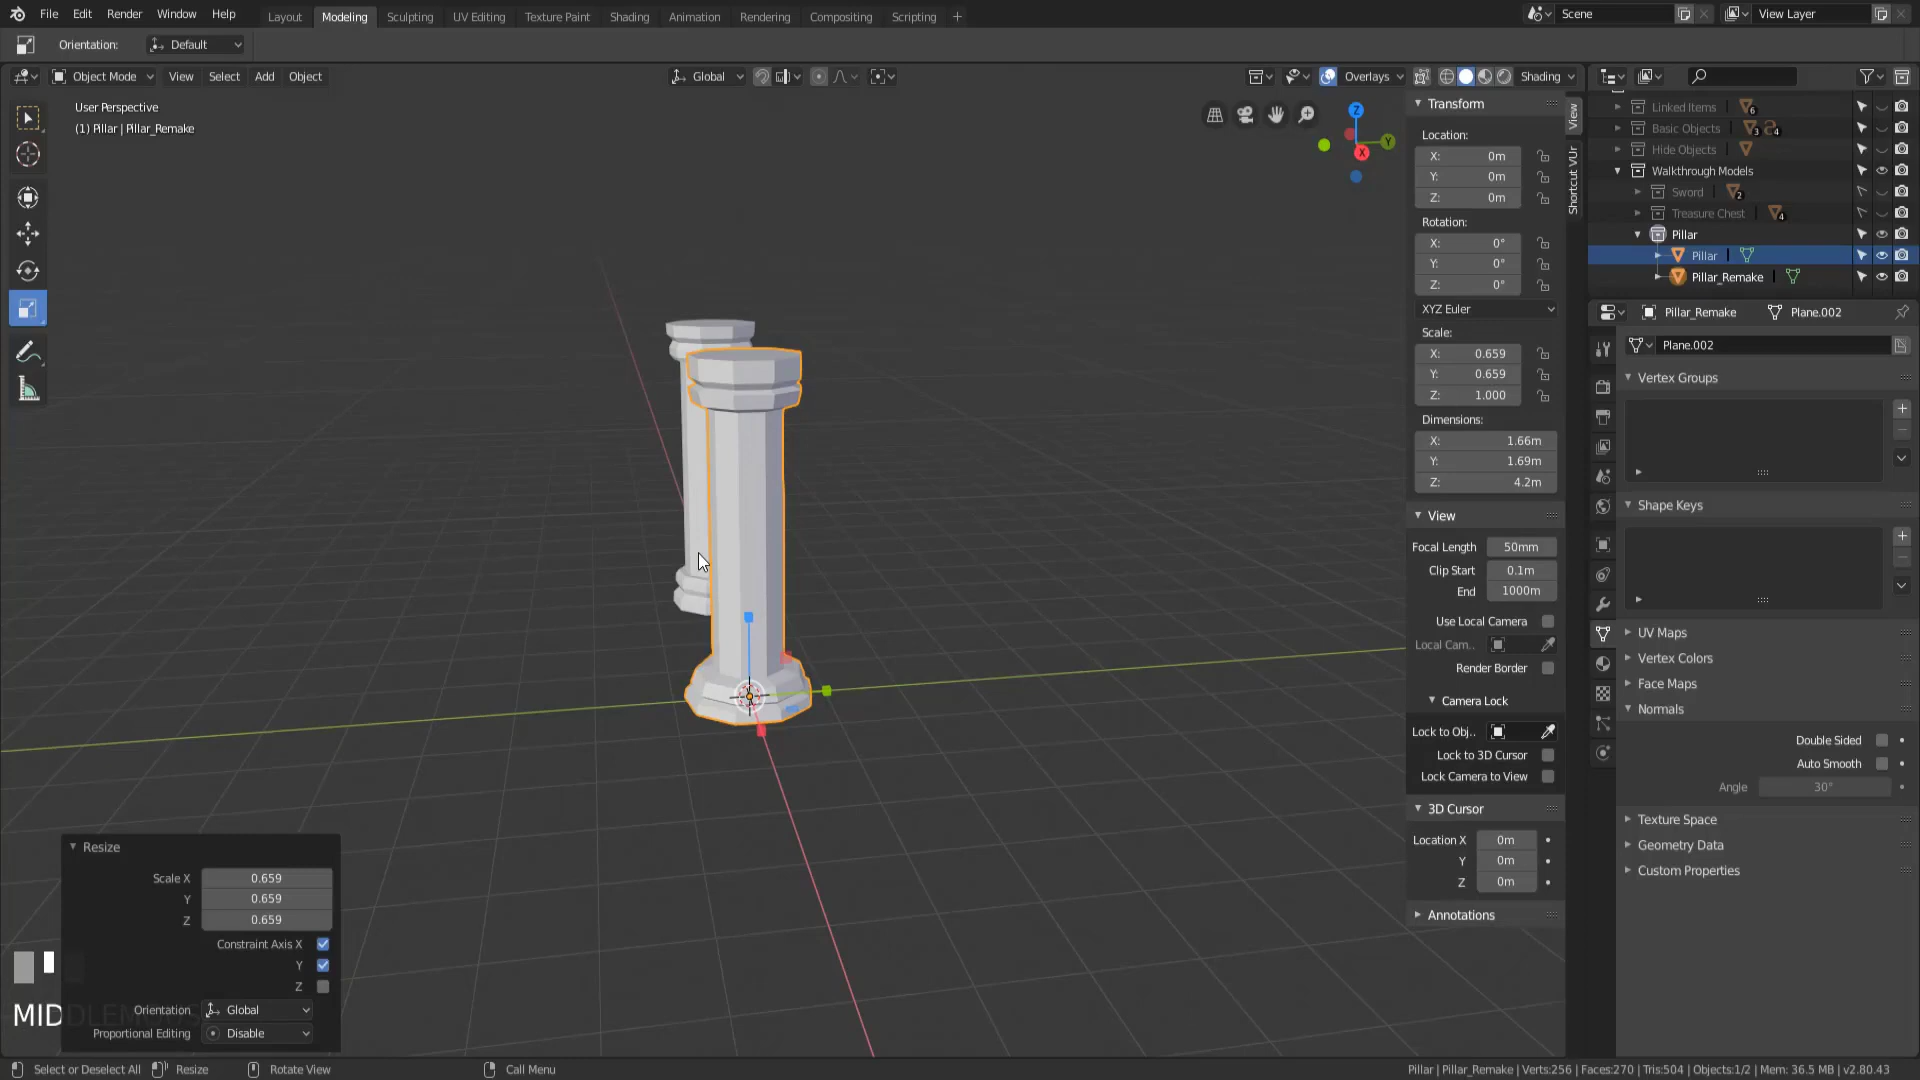 File Edit Render Window Help
Layout Modeling Sculpting UV Editing Texture Paint Shading Animation Rendering Compositing Scripting +
Scene
View Layer
Orientation: Default
Object Mode View Select Add Object
Global
Overlays
Shading
User Perspective
(1) Pillar | Pillar_Remake
Z
Y
X
View
Shortcut VUr
Transform
Location:
X: 0m
Y: 0m
Z: 0m
Rotation:
X: 0°
Y: 0°
Z: 0°
XYZ Euler
Scale:
X: 0.659
Y: 0.659
Z: 1.000
Dimensions:
X: 1.66m
Y: 1.69m
Z: 4.2m
View
Focal Length 50mm
Clip Start 0.1m
End 1000m
Use Local Camera
Local Cam..
Render Border
Camera Lock
Lock to Obj..
Lock to 3D Cursor
Lock Camera to View
3D Cursor
Location X 0m
Y 0m
Z 0m
Annotations
Linked Items 6
Basic Objects 3 4
Hide Objects
Walkthrough Models
Sword 2
Treasure Chest 4
Pillar
Pillar
Pillar_Remake
Pillar_Remake Plane.002
Plane.002
Vertex Groups
Shape Keys
UV Maps
Vertex Colors
Face Maps
Normals
Double Sided
Auto Smooth
Angle 30°
Texture Space
Geometry Data
Custom Properties
Resize
Scale X 0.659
Y 0.659
Z 0.659
Constraint Axis X
Y
Z
Orientation Global
Proportional Editing Disable
MIDDLEMO
Select or Deselect All Resize Rotate View Call Menu
Pillar | Pillar_Remake | Verts:256 | Faces:270 | Tris:504 | Objects:1/2 | Mem: 36.5 MB | v2.80.43